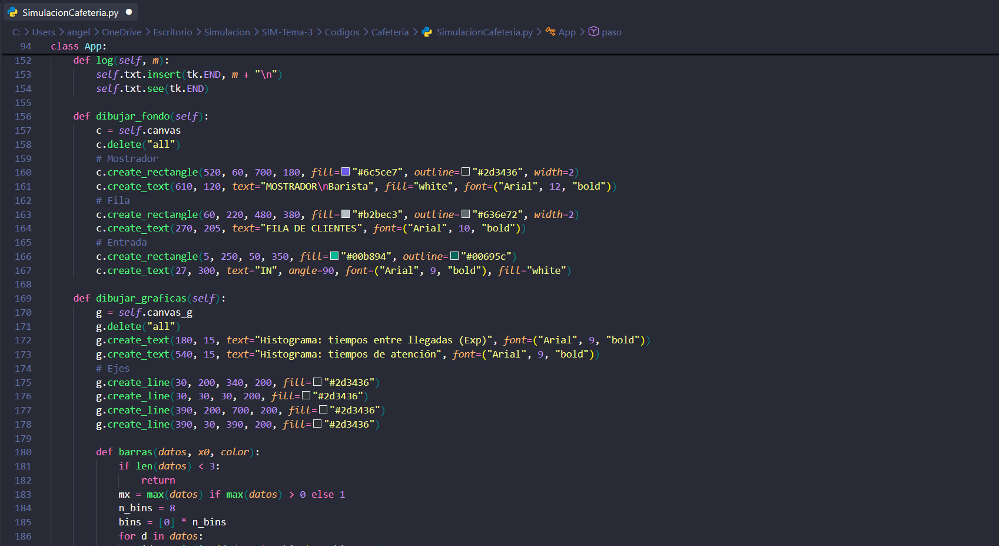 SimulacionCafeteria.py
C: > Users > angel > OneDrive > Escritorio > Simulacion > SIM-Tema-3 > Codigos > Cafeteria > SimulacionCafeteria.py > App > paso
94 class App:
152 def log(self, m):
153 self.txt.insert(tk.END, m + "\n")
154 self.txt.see(tk.END)
155
156 def dibujar_fondo(self):
157 c = self.canvas
158 c.delete("all")
159 # Mostrador
160 c.create_rectangle(520, 60, 700, 180, fill="#6c5ce7", outline="#2d3436", width=2)
161 c.create_text(610, 120, text="MOSTRADOR\nBarista", fill="white", font=("Arial", 12, "bold"))
162 # Fila
163 c.create_rectangle(60, 220, 480, 380, fill="#b2bec3", outline="#636e72", width=2)
164 c.create_text(270, 205, text="FILA DE CLIENTES", font=("Arial", 10, "bold"))
165 # Entrada
166 c.create_rectangle(5, 250, 50, 350, fill="#00b894", outline="#00695c")
167 c.create_text(27, 300, text="IN", angle=90, font=("Arial", 9, "bold"), fill="white")
168
169 def dibujar_graficas(self):
170 g = self.canvas_g
171 g.delete("all")
172 g.create_text(180, 15, text="Histograma: tiempos entre llegadas (Exp)", font=("Arial", 9, "bold"))
173 g.create_text(540, 15, text="Histograma: tiempos de atención", font=("Arial", 9, "bold"))
174 # Ejes
175 g.create_line(30, 200, 340, 200, fill="#2d3436")
176 g.create_line(30, 30, 30, 200, fill="#2d3436")
177 g.create_line(390, 200, 700, 200, fill="#2d3436")
178 g.create_line(390, 30, 390, 200, fill="#2d3436")
179
180 def barras(datos, x0, color):
181 if len(datos) < 3:
182 return
183 mx = max(datos) if max(datos) > 0 else 1
184 n_bins = 8
185 bins = [0] * n_bins
186 for d in datos: